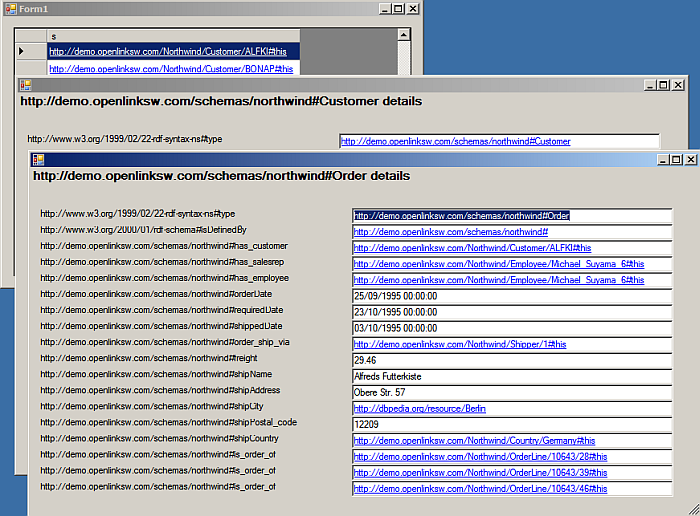 Form1
s
http://demo.openlinksw.com/Northwind/Customer/ALFKI#this
http://demo.openlinksw.com/Northwind/Customer/BONAP#this
http://demo.openlinksw.com/schemas/northwind#Customer details
http://www.w3.org/1999/02/22-rdf-syntax-ns#type http://demo.openlinksw.com/schemas/northwind#Customer
http://demo.openlinksw.com/schemas/northwind#Order details
http://www.w3.org/1999/02/22-rdf-syntax-ns#type http://demo.openlinksw.com/schemas/northwind#Order
http://www.w3.org/2000/01/rdf-schema#isDefinedBy http://demo.openlinksw.com/schemas/northwind#
http://demo.openlinksw.com/schemas/northwind#has_customer http://demo.openlinksw.com/Northwind/Customer/ALFKI#this
http://demo.openlinksw.com/schemas/northwind#has_salesrep http://demo.openlinksw.com/Northwind/Employee/Michael_Suyama_6#this
http://demo.openlinksw.com/schemas/northwind#has_employee http://demo.openlinksw.com/Northwind/Employee/Michael_Suyama_6#this
http://demo.openlinksw.com/schemas/northwind#orderDate 25/09/1995 00:00:00
http://demo.openlinksw.com/schemas/northwind#requiredDate 23/10/1995 00:00:00
http://demo.openlinksw.com/schemas/northwind#shippedDate 03/10/1995 00:00:00
http://demo.openlinksw.com/schemas/northwind#order_ship_via http://demo.openlinksw.com/Northwind/Shipper/1#this
http://demo.openlinksw.com/schemas/northwind#freight 29.46
http://demo.openlinksw.com/schemas/northwind#shipName Alfreds Futterkiste
http://demo.openlinksw.com/schemas/northwind#shipAddress Obere Str. 57
http://demo.openlinksw.com/schemas/northwind#shipCity http://dbpedia.org/resource/Berlin
http://demo.openlinksw.com/schemas/northwind#shipPostal_code 12209
http://demo.openlinksw.com/schemas/northwind#shipCountry http://demo.openlinksw.com/Northwind/Country/Germany#this
http://demo.openlinksw.com/schemas/northwind#is_order_of http://demo.openlinksw.com/Northwind/OrderLine/10643/28#this
http://demo.openlinksw.com/schemas/northwind#is_order_of http://demo.openlinksw.com/Northwind/OrderLine/10643/39#this
http://demo.openlinksw.com/schemas/northwind#is_order_of http://demo.openlinksw.com/Northwind/OrderLine/10643/46#this